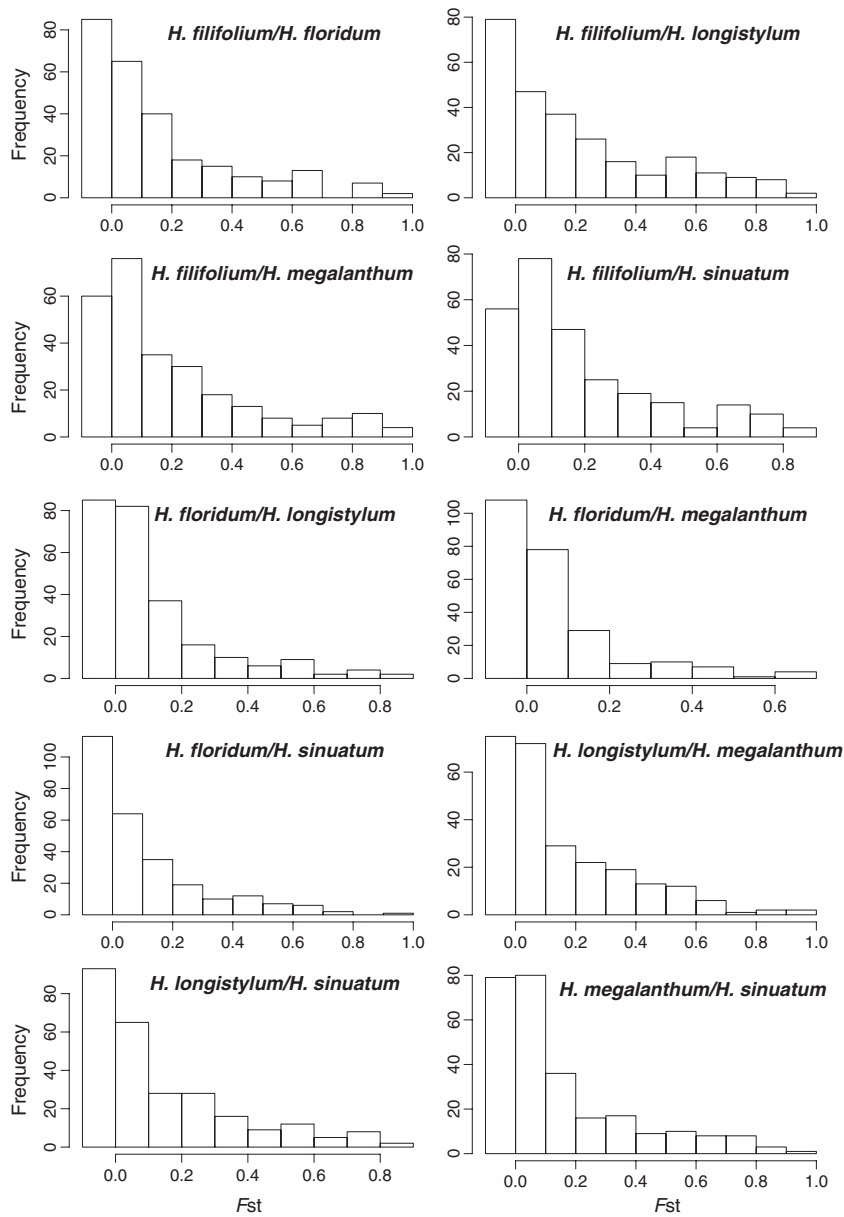 H. filifolium/H. floridum
Frequency
0 20 40 60 80
0.0 0.2 0.4 0.6 0.8 1.0
H. filifolium/H. longistylum
0 20 40 60 80
0.0 0.2 0.4 0.6 0.8 1.0
H. filifolium/H. megalanthum
Frequency
0 20 40 60
0.0 0.2 0.4 0.6 0.8 1.0
H. filifolium/H. sinuatum
0 20 40 60 80
0.0 0.2 0.4 0.6 0.8
H. floridum/H. longistylum
Frequency
0 20 40 60 80
0.0 0.2 0.4 0.6 0.8
H. floridum/H. megalanthum
0 20 40 60 80 100
0.0 0.2 0.4 0.6
H. floridum/H. sinuatum
Frequency
0 20 40 60 80 100
0.0 0.2 0.4 0.6 0.8 1.0
H. longistylum/H. megalanthum
0 20 40 60
0.0 0.2 0.4 0.6 0.8 1.0
H. longistylum/H. sinuatum
Frequency
0 20 40 60 80
0.0 0.2 0.4 0.6 0.8
Fst
H. megalanthum/H. sinuatum
0 20 40 60 80
0.0 0.2 0.4 0.6 0.8 1.0
Fst